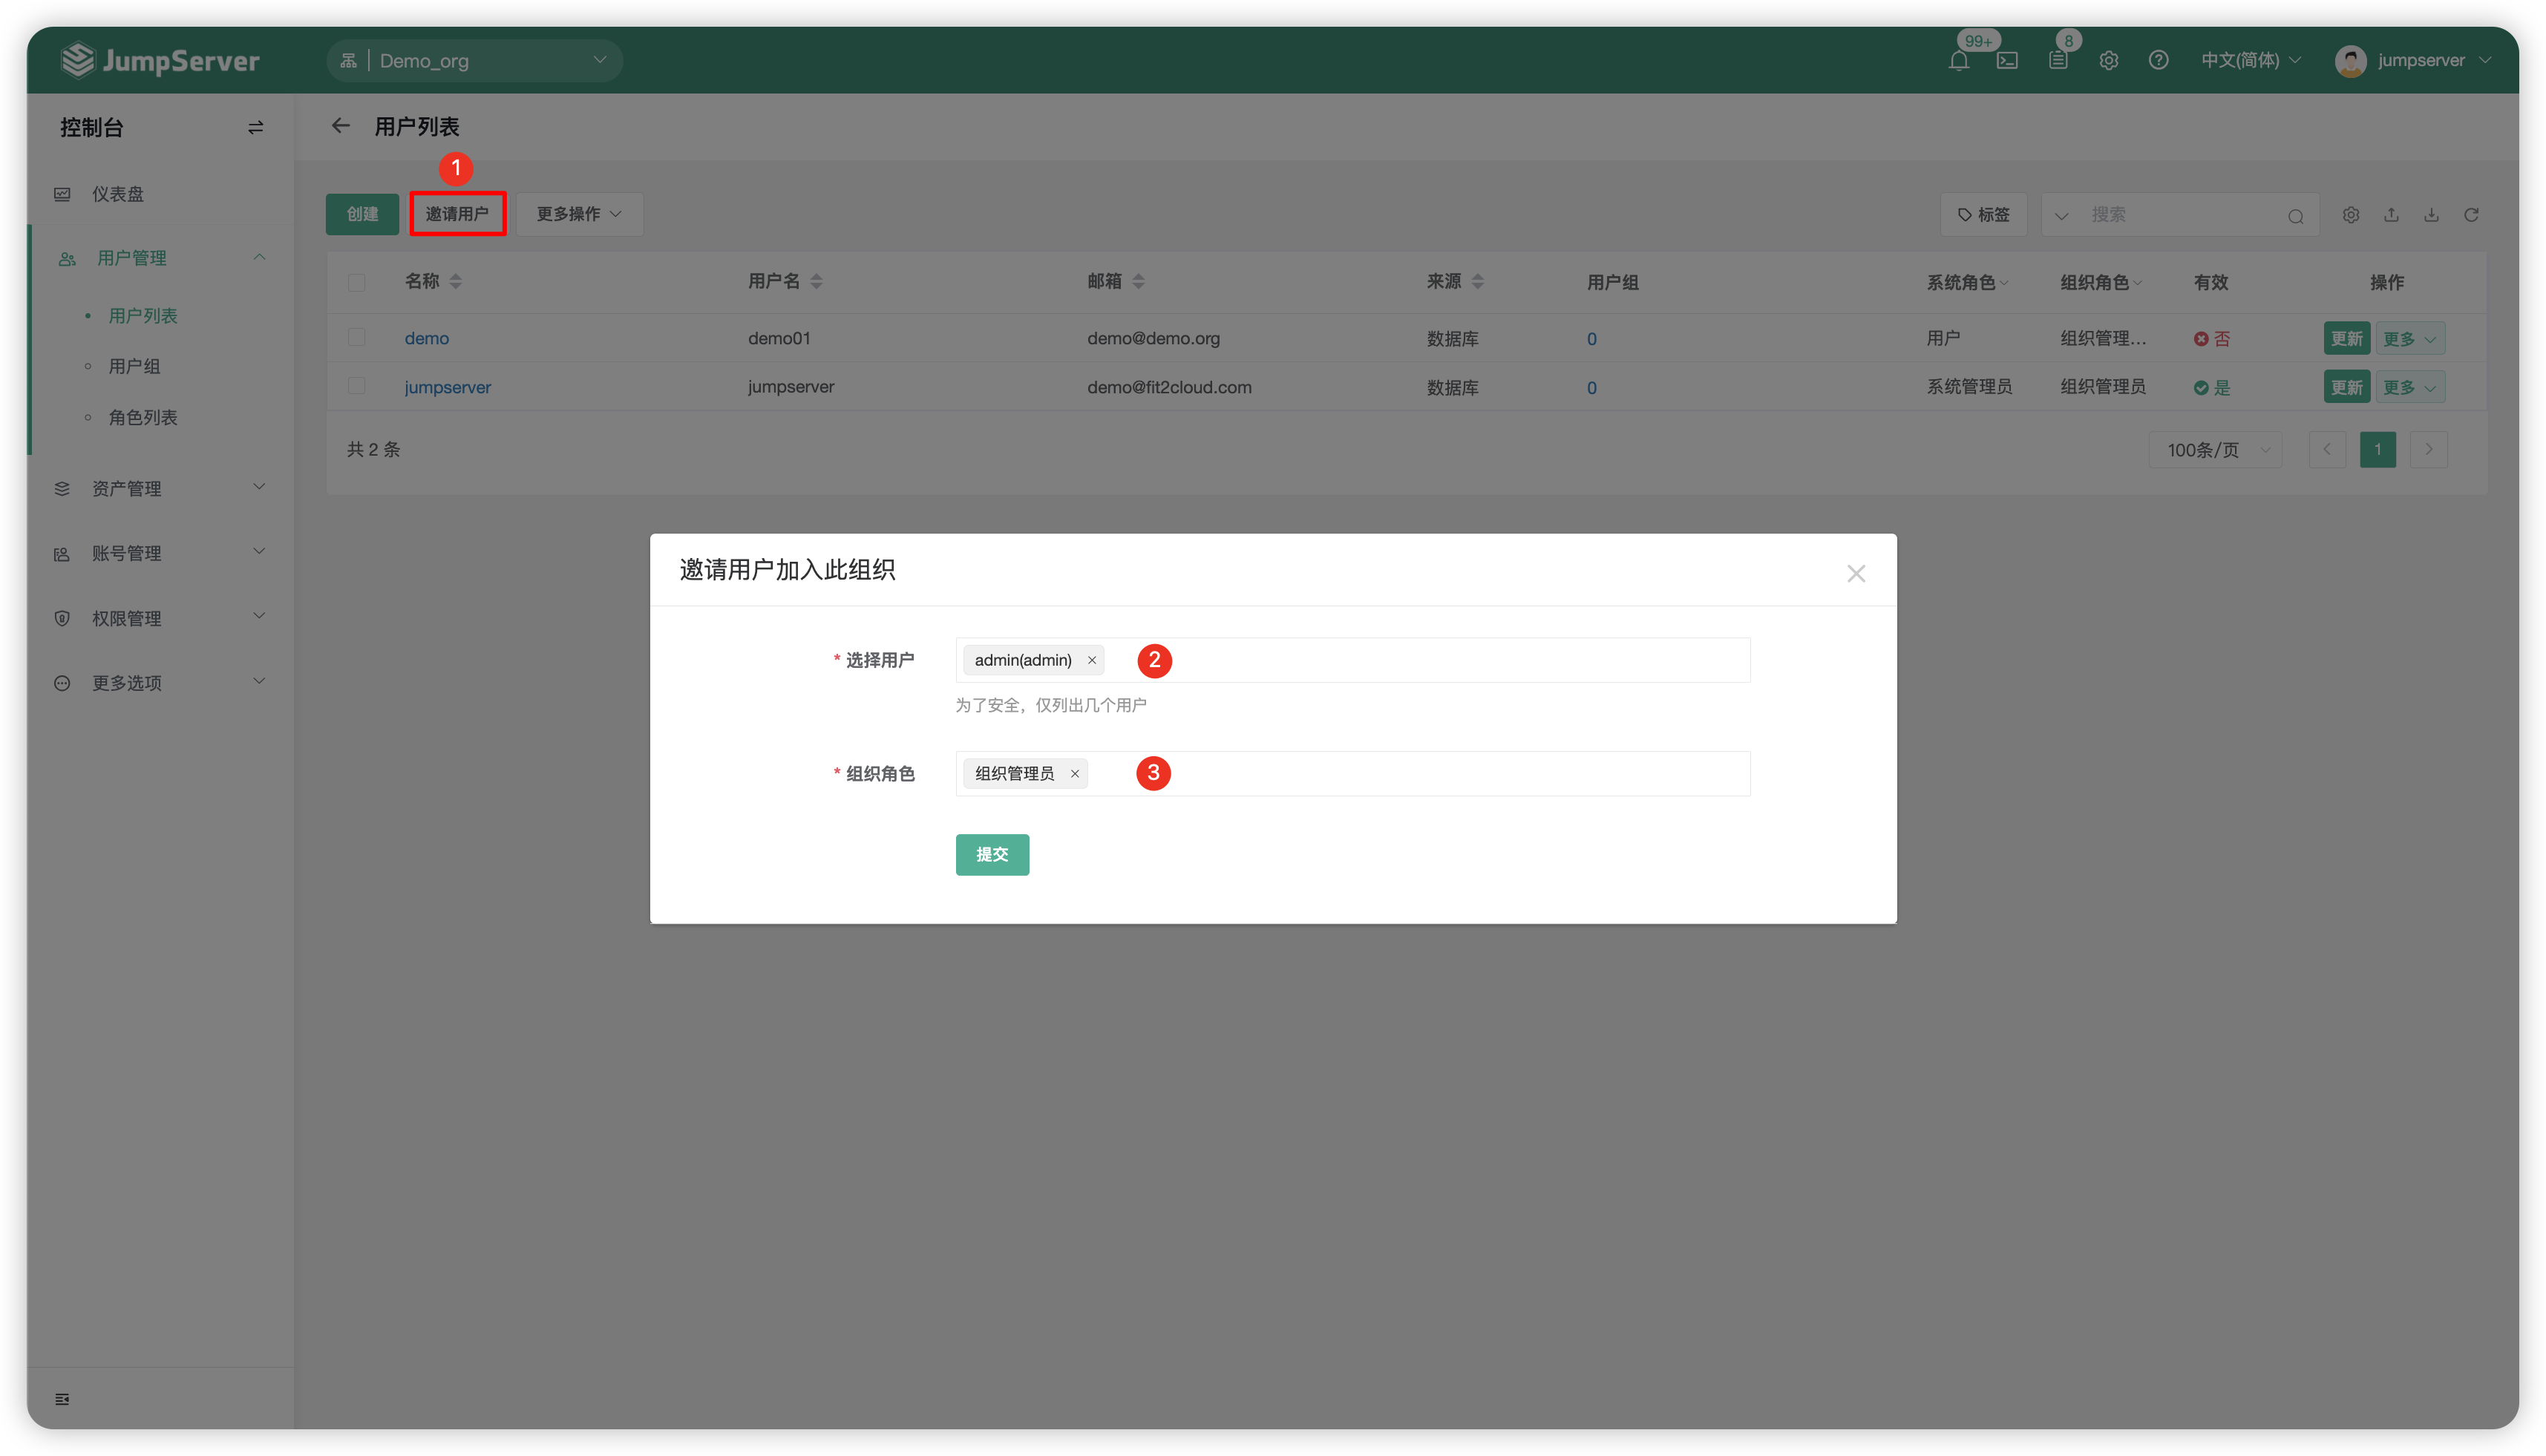 JumpServer
Demo_org
99+
8
中文(简体)
jumpserver
控制台
用户列表
1
仪表盘
创建
邀请用户
更多操作
标签
搜索
用户管理
名称
用户名
邮箱
来源
用户组
系统角色
组织角色
有效
操作
用户列表
demo
demo01
demo@demo.org
数据库
0
用户
组织管理...
否
更新
更多
用户组
jumpserver
jumpserver
demo@fit2cloud.com
数据库
0
系统管理员
组织管理员
是
更新
更多
角色列表
共 2 条
100条/页
1
资产管理
账号管理
权限管理
更多选项
邀请用户加入此组织
* 选择用户
admin(admin)
2
为了安全，仅列出几个用户
* 组织角色
组织管理员
3
提交